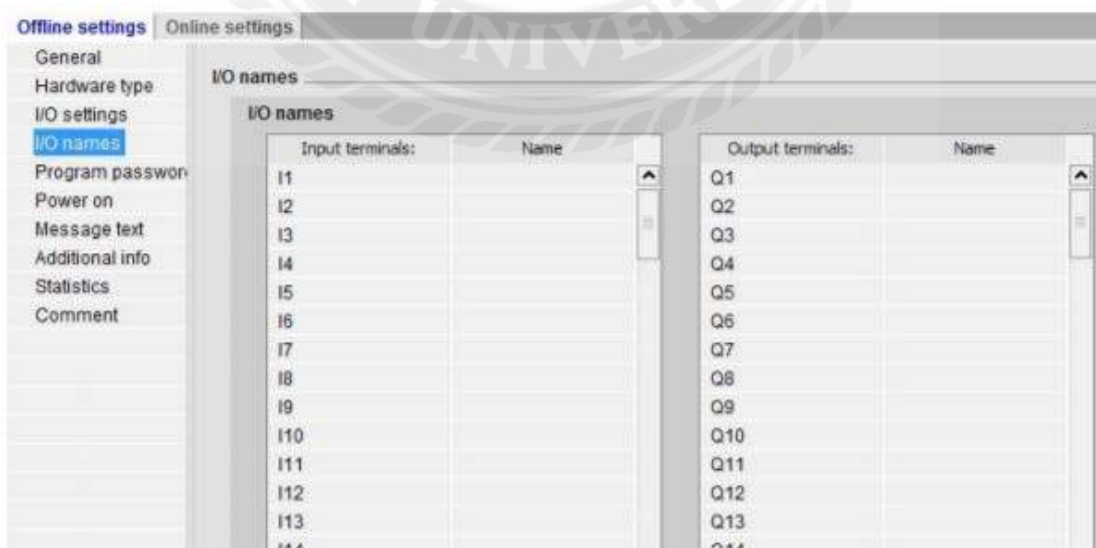 UNIVER
Offline settings
Online settings
General
Hardware type
I/O settings
I/O names
Program passwor
Power on
Message text
Additional info
Statistics
Comment
I/O names
I/O names
Input terminals: Name
I1
I2
I3
I4
I5
I6
I7
I8
I9
I10
I11
I12
I13
Output terminals: Name
Q1
Q2
Q3
Q4
Q5
Q6
Q7
Q8
Q9
Q10
Q11
Q12
Q13